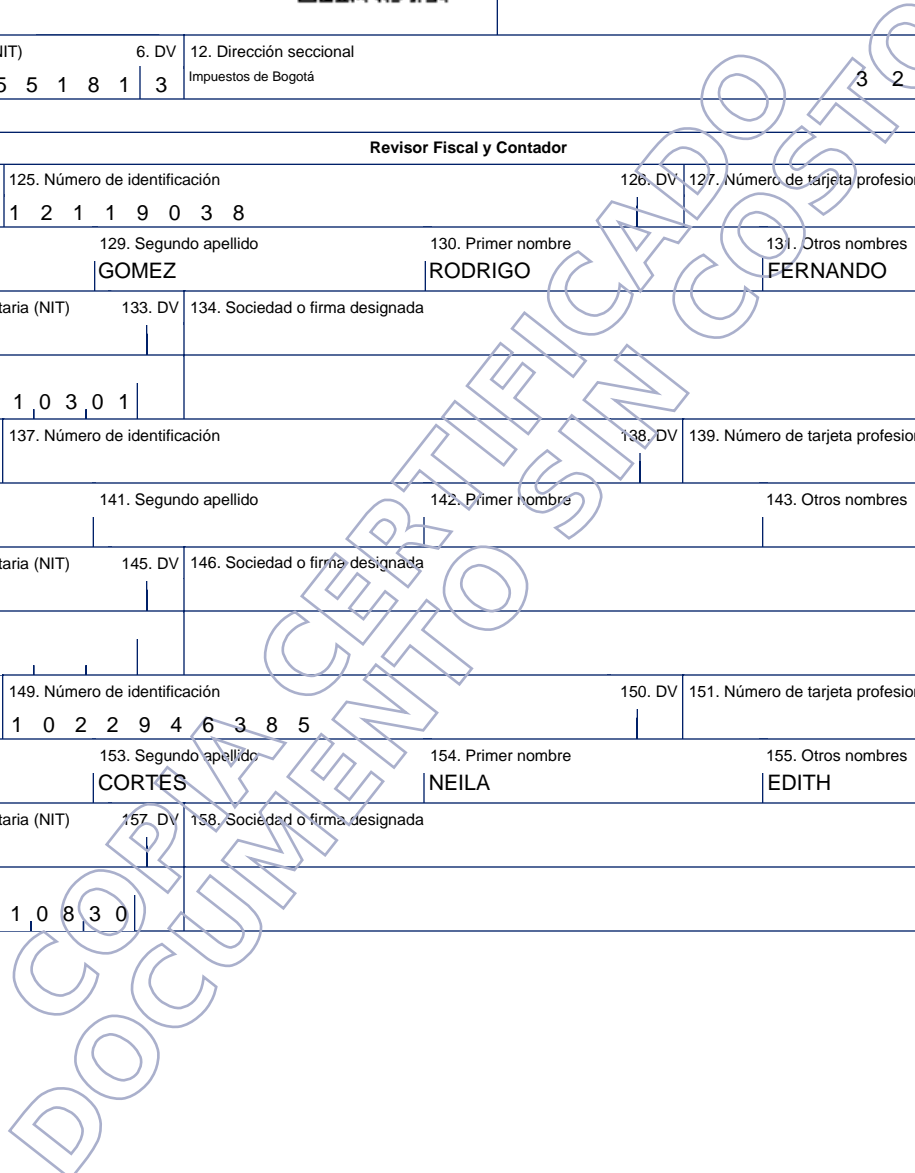 NIT) 6. DV 12. Dirección seccional
5 5 1 8 1 3 Impuestos de Bogotá 3 2
Revisor Fiscal y Contador
125. Número de identificación 126. DV 127. Número de tarjeta profesion
1 2 1 1 9 0 3 8
129. Segundo apellido 130. Primer nombre 131. Otros nombres
GOMEZ RODRIGO FERNANDO
taria (NIT) 133. DV 134. Sociedad o firma designada
1 0 3 0 1
137. Número de identificación 138. DV 139. Número de tarjeta profesion
141. Segundo apellido 142. Primer nombre 143. Otros nombres
taria (NIT) 145. DV 146. Sociedad o firma designada
149. Número de identificación 150. DV 151. Número de tarjeta profesion
1 0 2 2 9 4 6 3 8 5
153. Segundo apellido 154. Primer nombre 155. Otros nombres
CORTES NEILA EDITH
taria (NIT) 157. DV 158. Sociedad o firma designada
1 0 8 3 0
COPIA CERTIFICADO
DOCUMENTO SIN COSTO